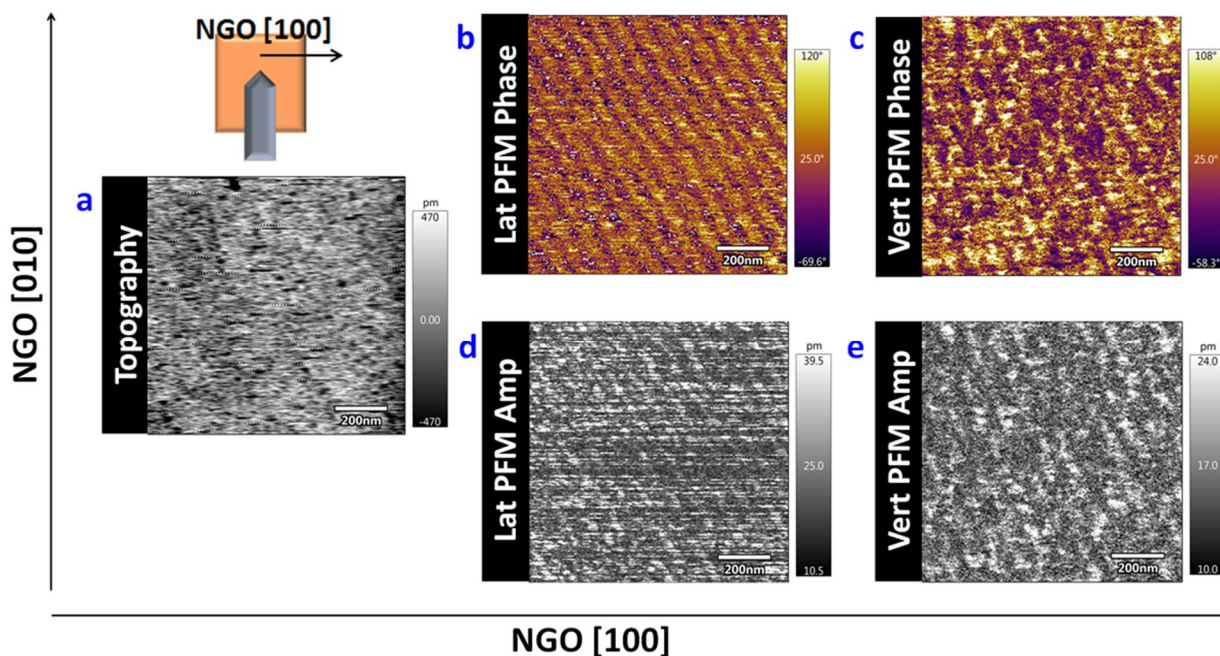 NGO [100]
NGO [010]
a
Topography
pm
470
0.00
-470
200nm
b
Lat PFM Phase
120°
25.0°
-69.6°
200nm
c
Vert PFM Phase
108°
25.0°
-58.3°
200nm
d
Lat PFM Amp
pm
39.5
25.0
10.5
200nm
e
Vert PFM Amp
pm
24.0
17.0
10.0
200nm
NGO [100]